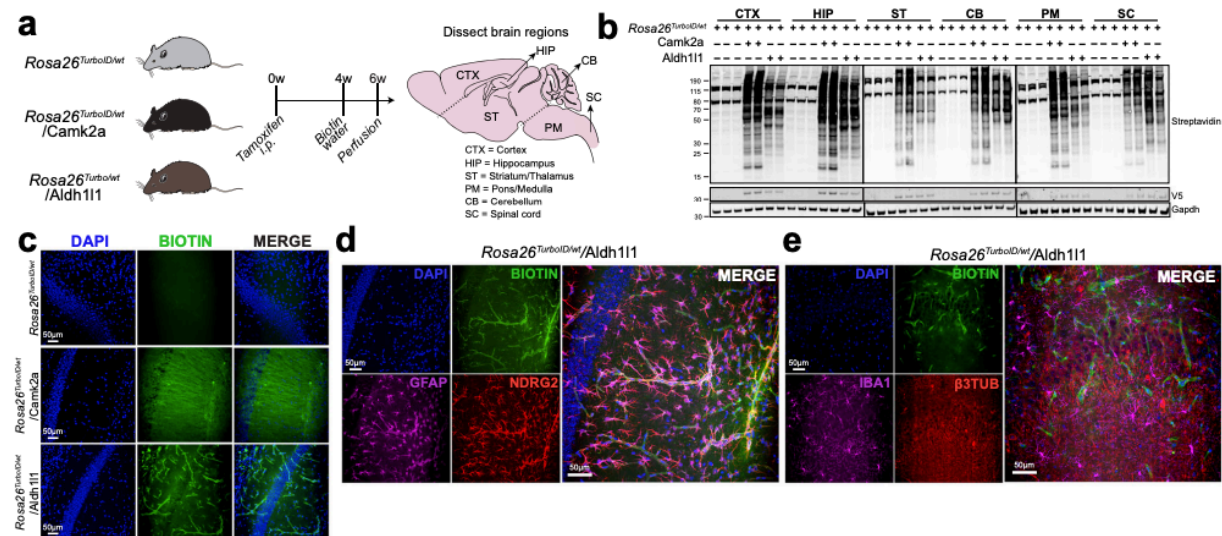 a
Rosa26TurboID/wt
Rosa26TurboID/wt
/Camk2a
Rosa26Turbo/wt
/Aldh1l1
0w
4w
6w
Tamoxifen
i.p.
Biotin
water
Perfusion
Dissect brain regions
HIP
CB
CTX
SC
ST
PM
CTX = Cortex
HIP = Hippocampus
ST = Striatum/Thalamus
PM = Pons/Medulla
CB = Cerebellum
SC = Spinal cord
b
CTX HIP ST CB PM SC
Rosa26TurboID/wt + + + + + + + + + + + + + + + + + + + + + + + + + + + + + + + + + + + + + + + + + +
Camk2a - - - + + - - - - - + + - - - - - + + - - - - - + + - - - - - + + - - - - - + + - -
Aldh1l1 - - - - - + + - - - - - + + - - - - - + + - - - - - + + - - - - - + + - - - - - + +
190
115
80
70
50
30
25
15
Streptavidin
30
V5
30
Gapdh
c
DAPI BIOTIN MERGE
Rosa26TurboID/wt
50µm
Rosa26TurboID/wt
/Camk2a
50µm
Rosa26TurboID/wt
/Aldh1l1
50µm
d
Rosa26TurboID/wt/Aldh1l1
DAPI BIOTIN MERGE
50µm
GFAP NDRG2
50µm
e
Rosa26TurboID/wt/Aldh1l1
DAPI BIOTIN MERGE
50µm
IBA1 β3TUB
50µm